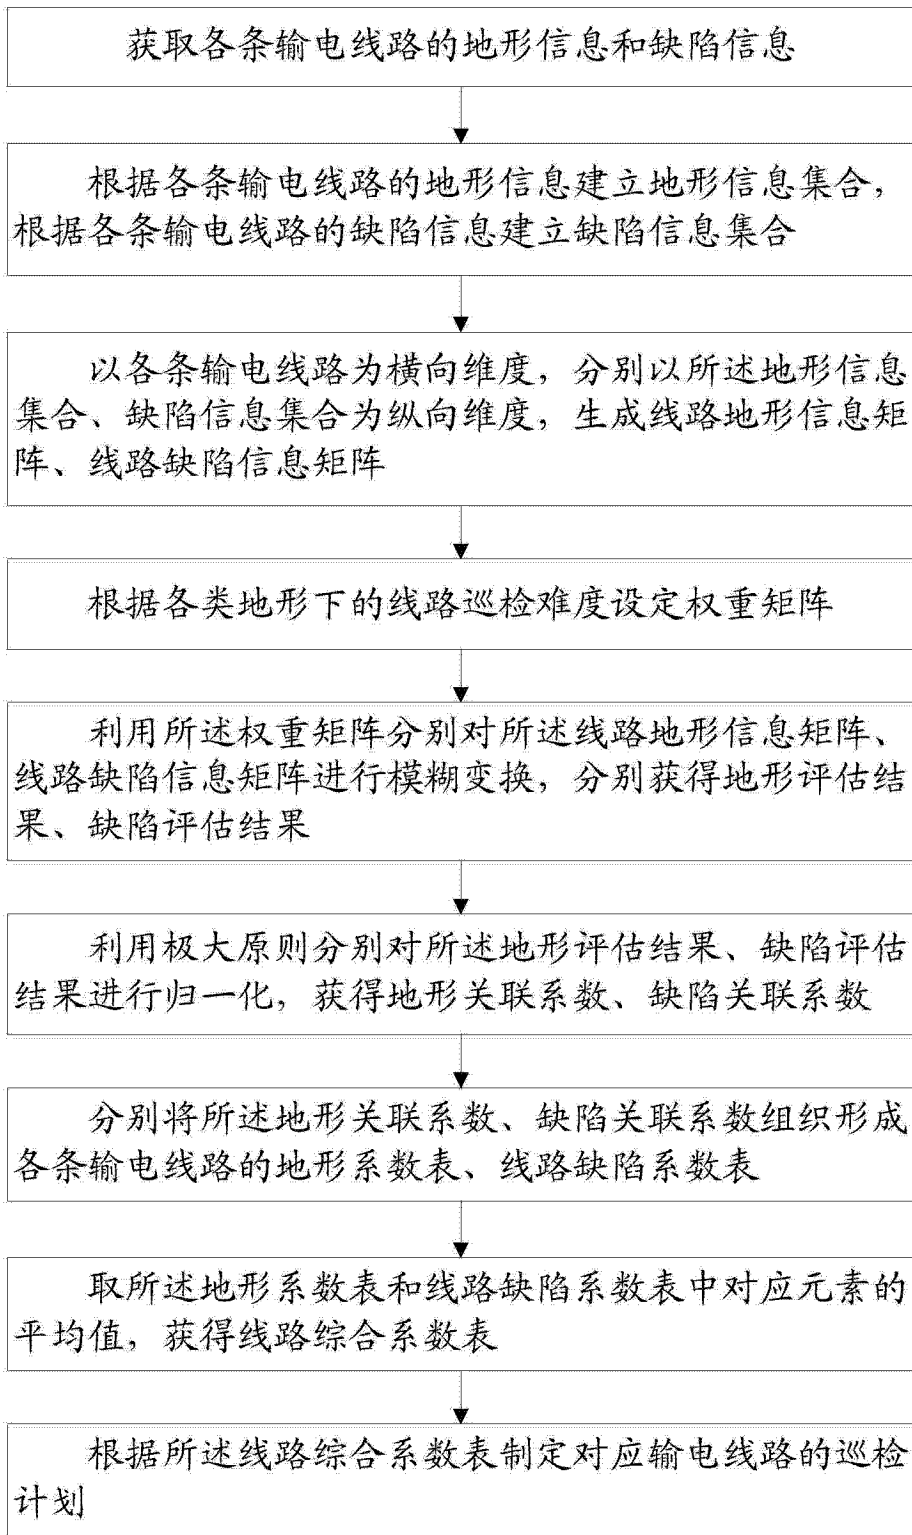 获取各条输电线路的地形信息和缺陷信息
根据各条输电线路的地形信息建立地形信息集合，
根据各条输电线路的缺陷信息建立缺陷信息集合
以各条输电线路为横向维度，分别以所述地形信息
集合、缺陷信息集合为纵向维度，生成线路地形信息矩
阵、线路缺陷信息矩阵
根据各类地形下的线路巡检难度设定权重矩阵
利用所述权重矩阵分别对所述线路地形信息矩阵、
线路缺陷信息矩阵进行模糊变换，分别获得地形评估结
果、缺陷评估结果
利用极大原则分别对所述地形评估结果、缺陷评估
结果进行归一化，获得地形关联系数、缺陷关联系数
分别将所述地形关联系数、缺陷关联系数组织形成
各条输电线路的地形系数表、线路缺陷系数表
取所述地形系数表和线路缺陷系数表中对应元素的
平均值，获得线路综合系数表
根据所述线路综合系数表制定对应输电线路的巡检
计划